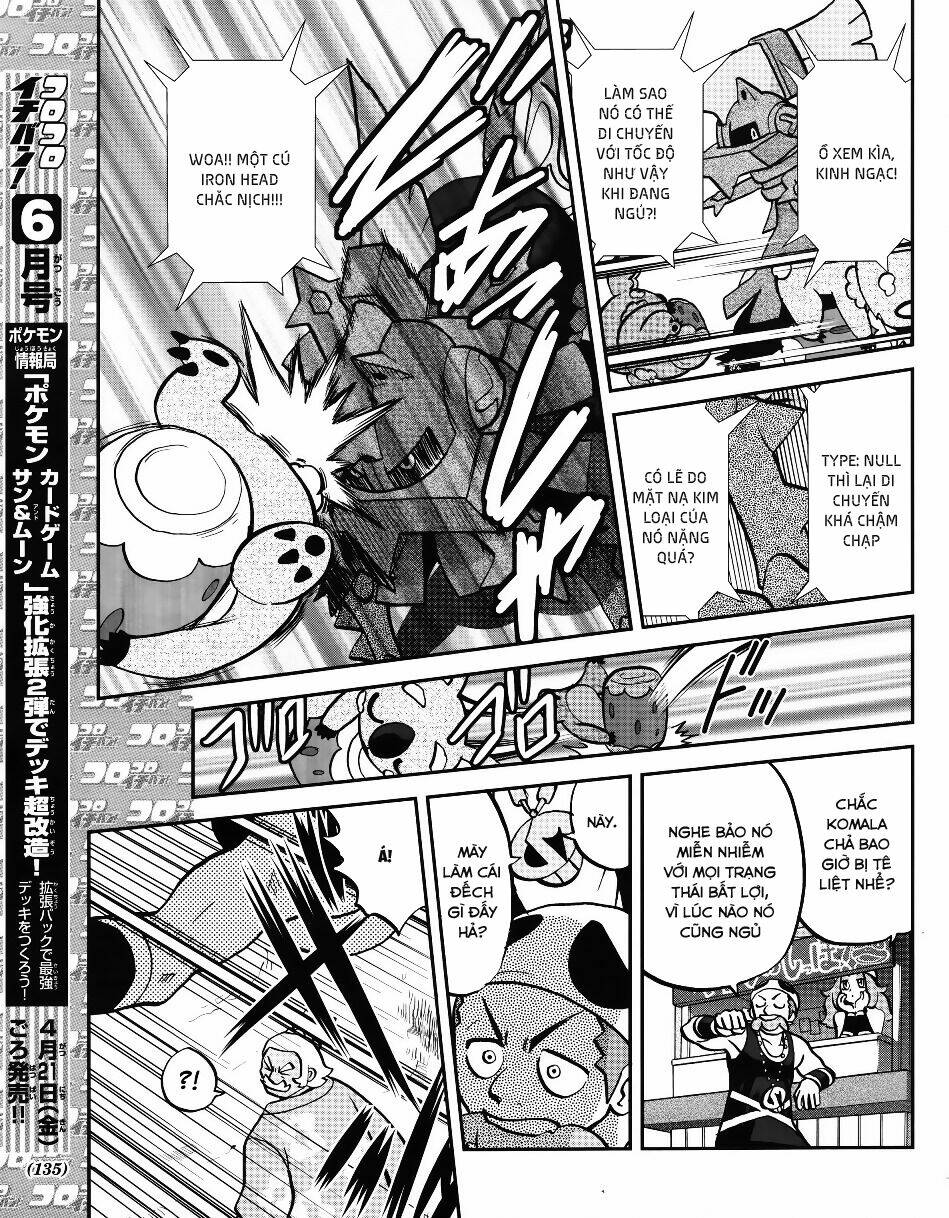 Ồ XEM KÌA,
KINH NGẠC!
LÀM SAO
NÓ CÓ THỂ
DI CHUYỂN
VỚI TỐC ĐỘ
NHƯ VẬY
KHI ĐANG
NGỦ?!
WOA!! MỘT CÚ
IRON HEAD
CHẮC NỊCH!!!
TYPE: NULL
THÌ LẠI DI
CHUYỂN
KHÁ CHẬM
CHẠP
CÓ LẼ DO
MẶT NẠ KIM
LOẠI CỦA
NÓ NẶNG
QUÁ?
ゴロ
ゴロ
ドッ
CHẮC
KOMALA
CHẢ BAO
GIỜ BỊ TÊ
LIỆT NHỂ?
NGHE BẢO NÓ
MIỄN NHIỄM
VỚI MỌI TRẠNG
THÁI BẤT LỢI,
VÌ LÚC NÀO NÓ
CŨNG NGỦ
NÀY.
MÀY
LÀM CÁI
ĐẾCH
GÌ ĐẤY
HẢ?
Á!
?!
コロコロ
イチバン!
6月号
ポケモン
情報局
『ポケモン カードゲーム
サン&ムーン』
強化拡張2弾でデッキ超改造!
拡張パックで最強
デッキをつくろう!
4月21日(金)
ごろ発売!!
(135)